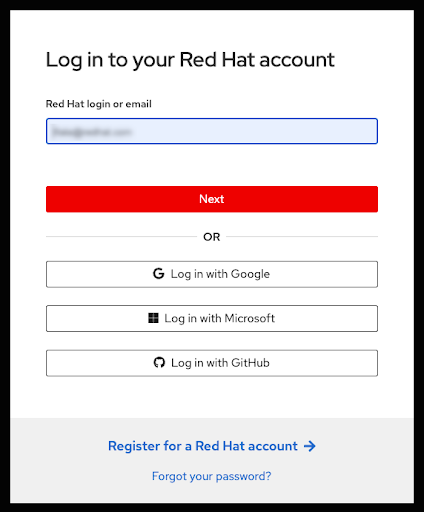 Log in to your Red Hat account
Red Hat login or email
Next
OR
Log in with Google
Log in with Microsoft
Log in with GitHub
Register for a Red Hat account
Forgot your password?